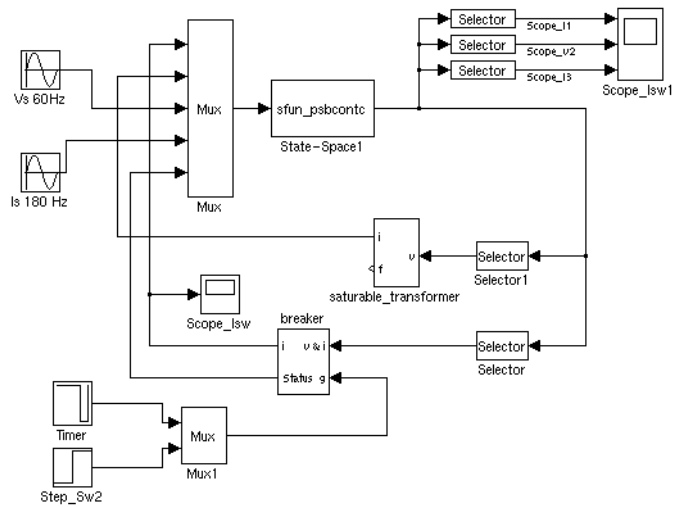 Selector
Scope_I1
Selector
Scope_v2
Selector
Scope_I3
Scope_Isw1
Vs 60Hz
Mux
sfun_psbcontc
State-Space1
Is 180 Hz
Mux
i
v
f
saturable_transformer
Selector
Selector1
Scope_Isw
breaker
i
v & i
Status
g
Selector
Selector
Timer
Mux
Mux1
Step_Sw2